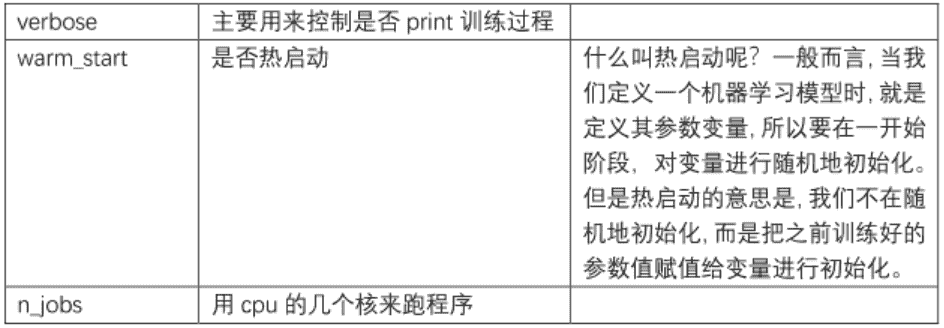 verbose 主要用来控制是否 print 训练过程
warm_start 是否热启动 什么叫热启动呢？一般而言, 当我
们定义一个机器学习模型时, 就是
定义其参数变量, 所以要在一开始
阶段，对变量进行随机地初始化。
但是热启动的意思是, 我们不在随
机地初始化, 而是把之前训练好的
参数值赋值给变量进行初始化。
n_jobs 用 cpu 的几个核来跑程序